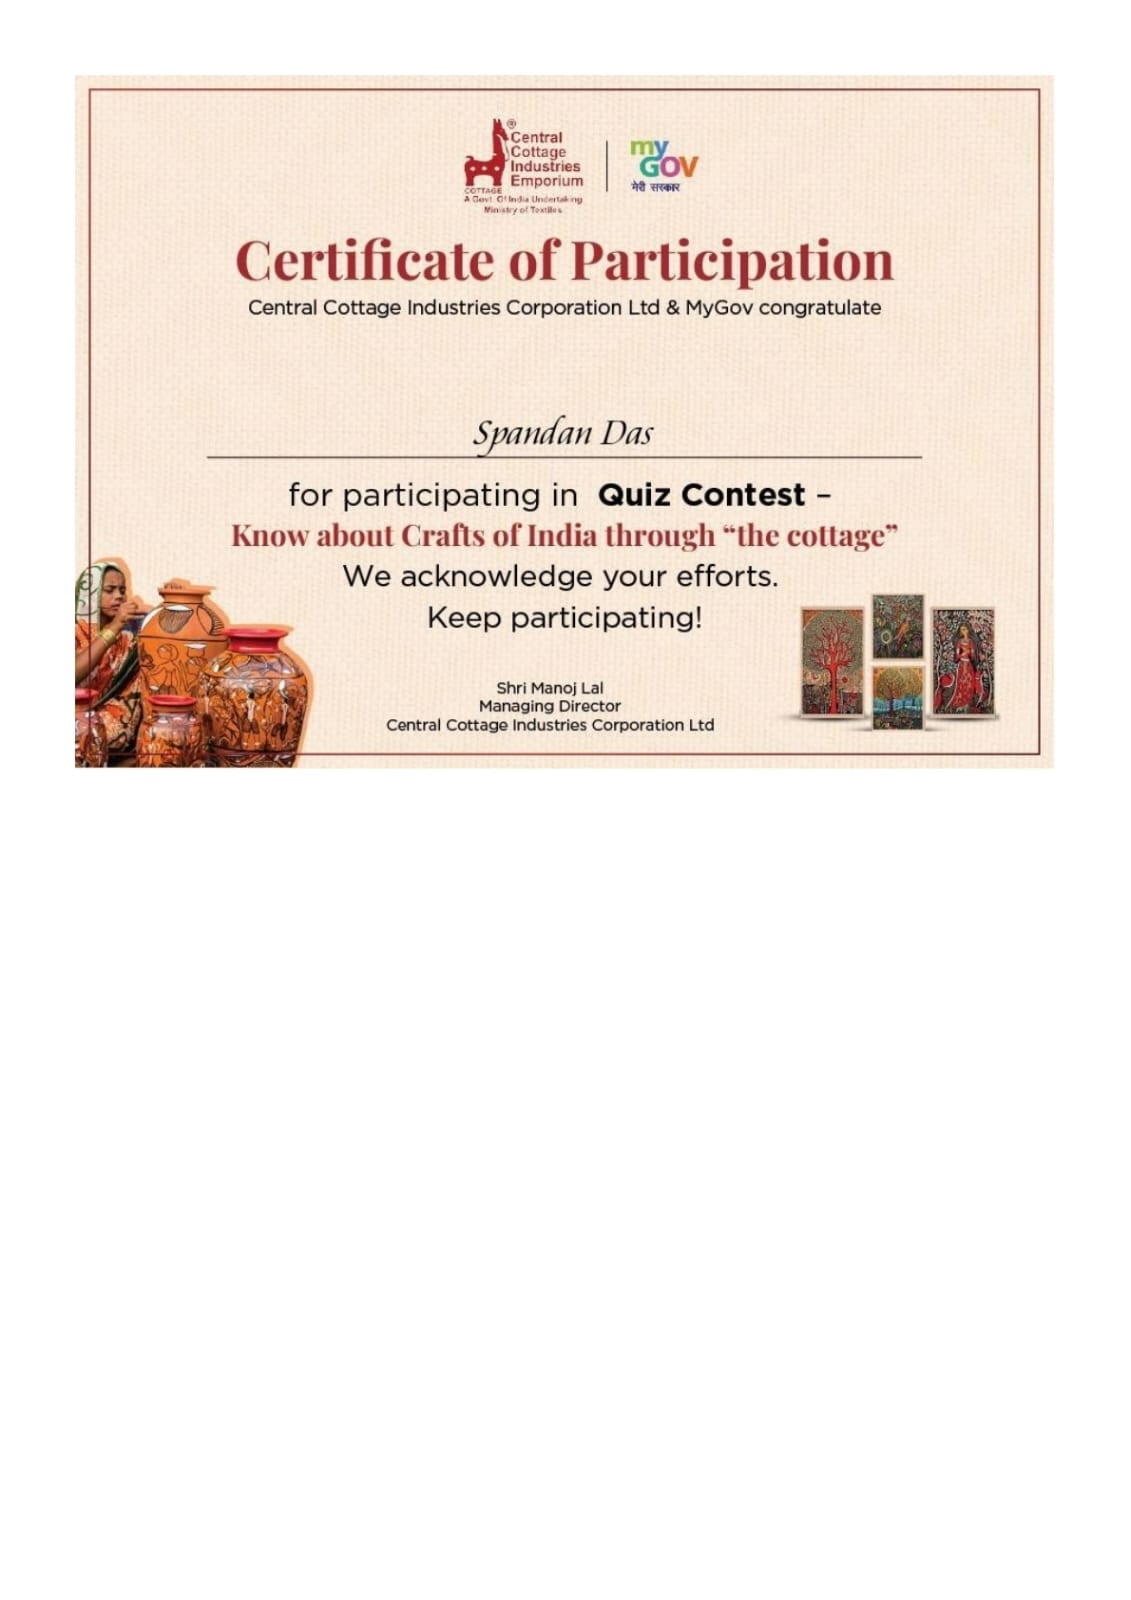 ®
Central
Cottage
Industries
Emporium
COTTAGE
A Govt. Of India Undertaking
Ministry of Textiles
my
GOV
मेरी सरकार
Certificate of Participation
Central Cottage Industries Corporation Ltd & MyGov congratulate
Spandan Das
for participating in Quiz Contest –
Know about Crafts of India through “the cottage”
We acknowledge your efforts.
Keep participating!
Shri Manoj Lal
Managing Director
Central Cottage Industries Corporation Ltd